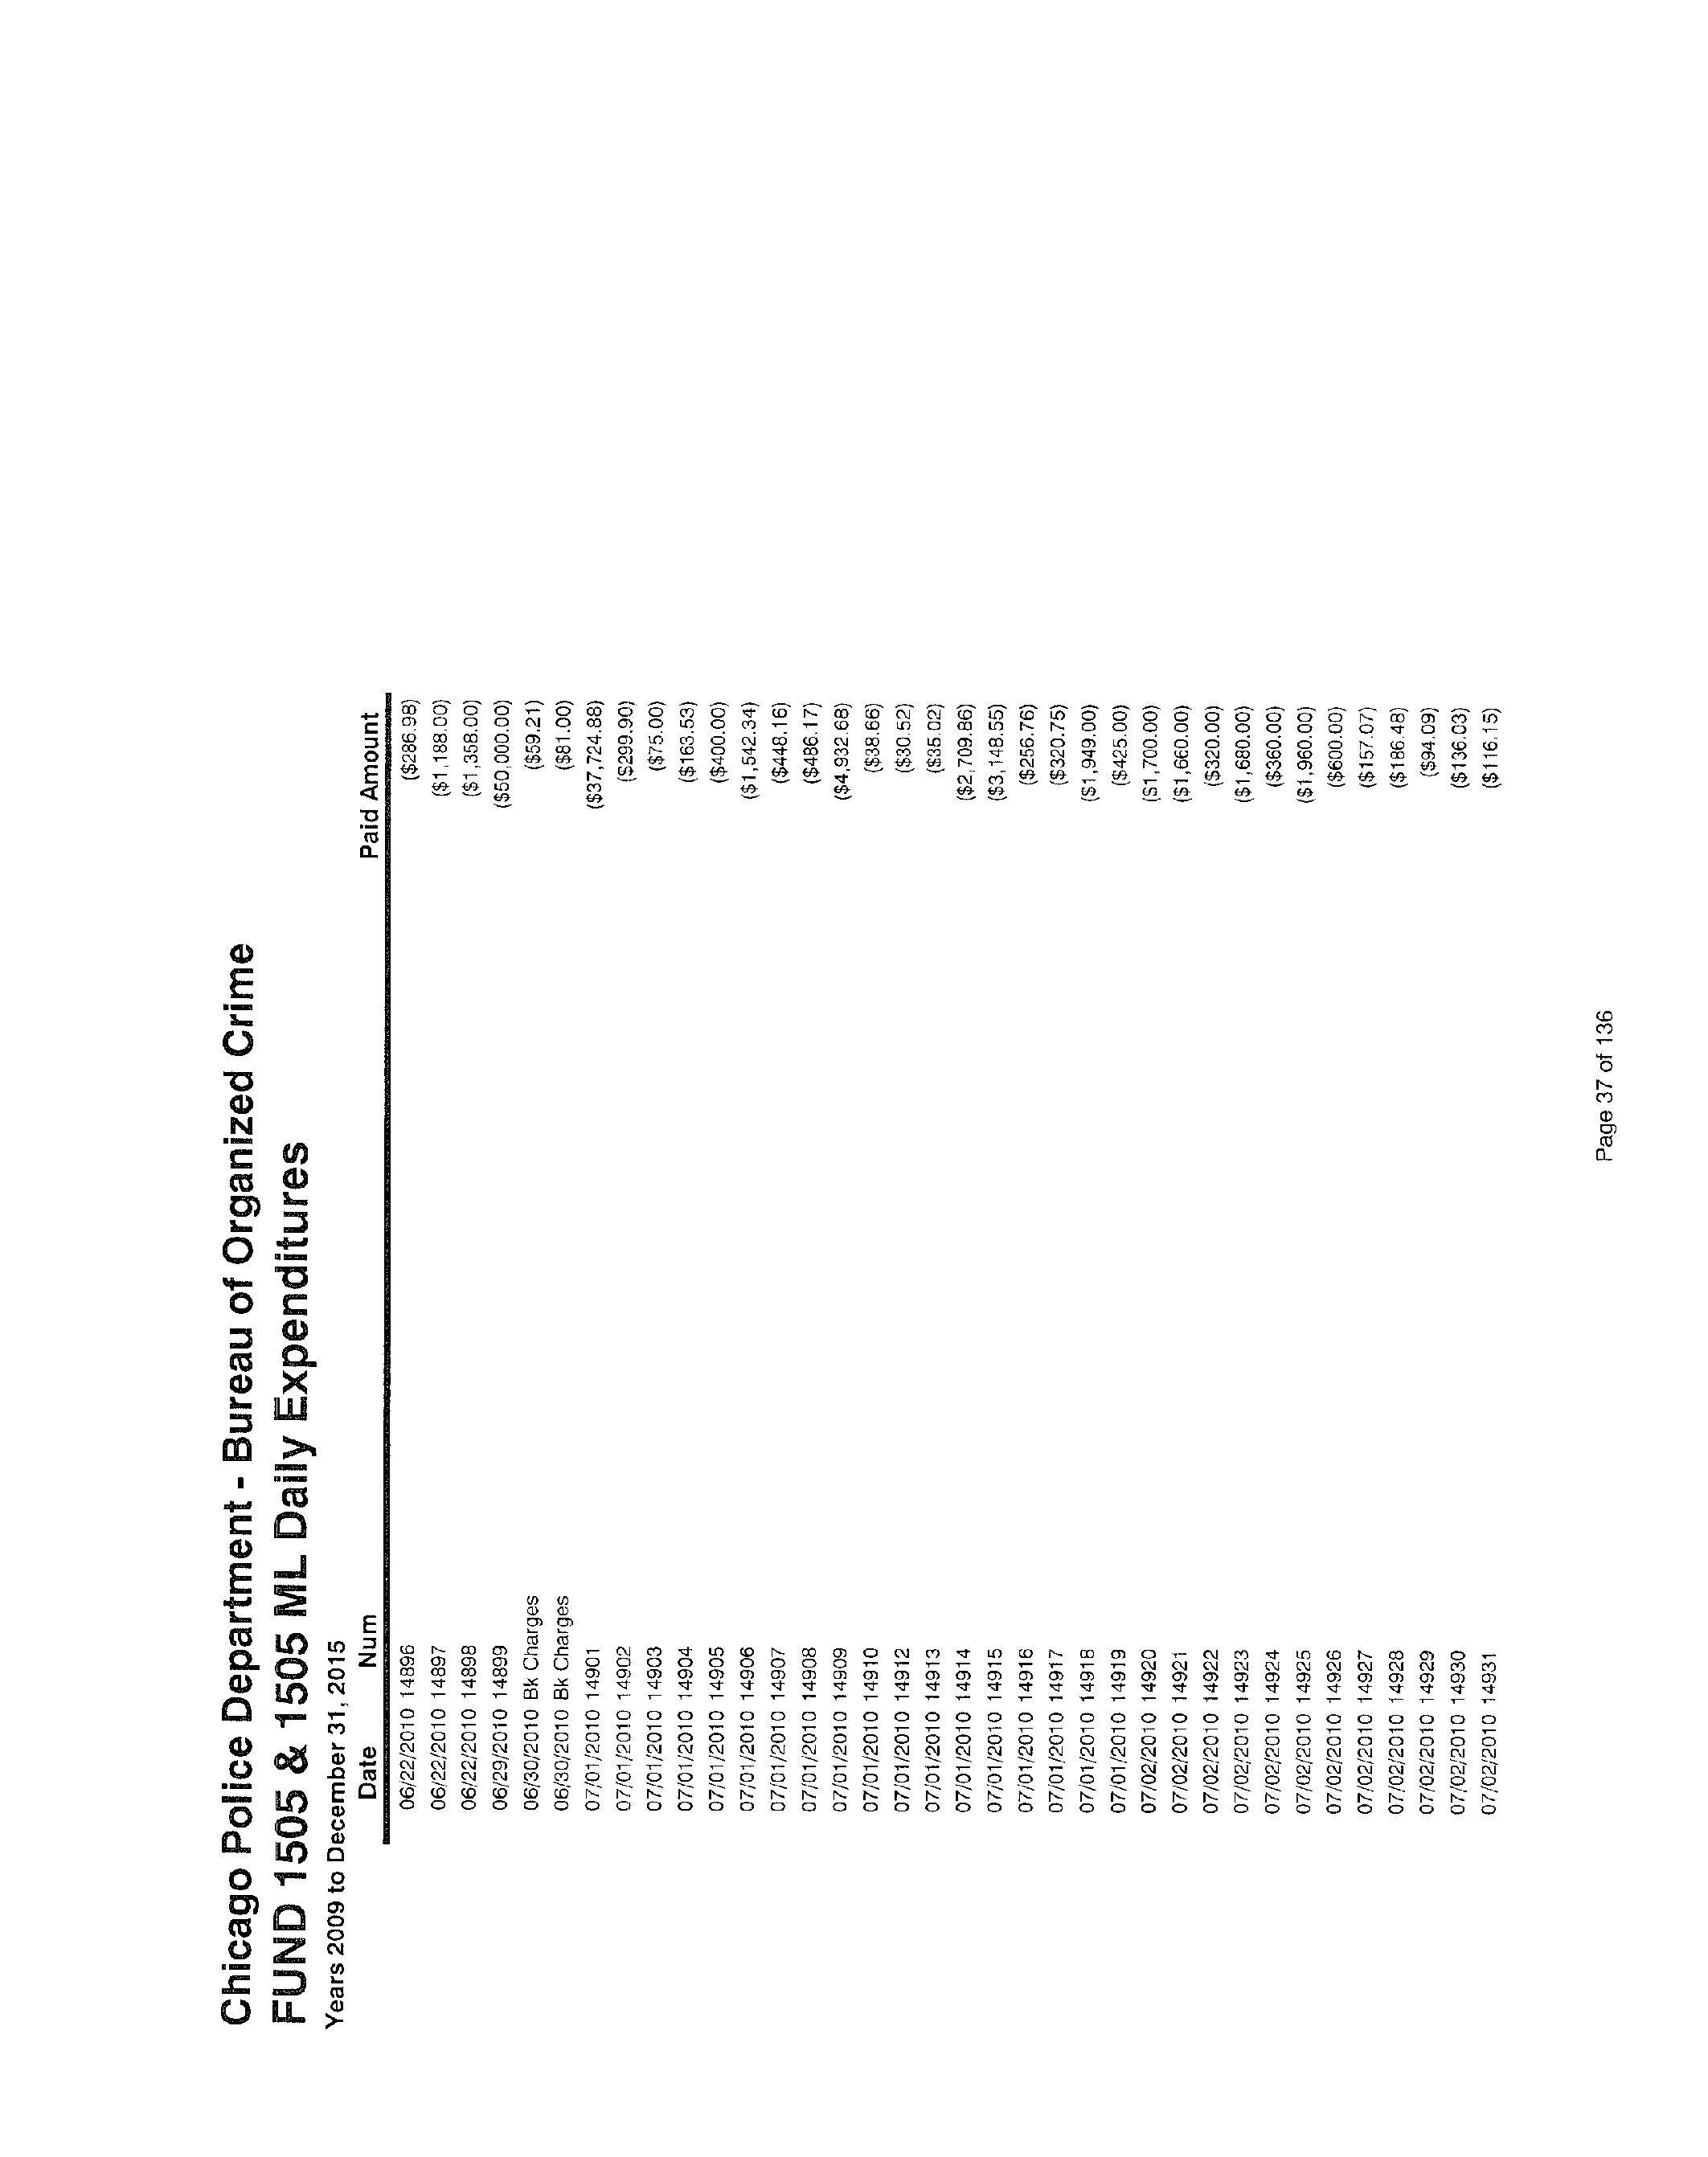 Chicago Police Department - Bureau of Organized Crime
FUND 1505 & 1505 ML Daily Expenditures
Years 2009 to December 31, 2015
Date Num Paid Amount
06/22/2010 14896 ($286.98)
06/22/2010 14897 ($1,188.00)
06/22/2010 14898 ($1,358.00)
06/29/2010 14899 ($50,000.00)
06/30/2010 Bk Charges ($59.21)
06/30/2010 Bk Charges ($81.00)
07/01/2010 14901 ($37,724.88)
07/01/2010 14902 ($299.90)
07/01/2010 14903 ($75.00)
07/01/2010 14904 ($163.53)
07/01/2010 14905 ($400.00)
07/01/2010 14906 ($1,542.34)
07/01/2010 14907 ($448.16)
07/01/2010 14908 ($486.17)
07/01/2010 14909 ($4,932.68)
07/01/2010 14910 ($38.66)
07/01/2010 14912 ($30.52)
07/01/2010 14913 ($35.02)
07/01/2010 14914 ($2,709.86)
07/01/2010 14915 ($3,148.55)
07/01/2010 14916 ($256.76)
07/01/2010 14917 ($320.75)
07/01/2010 14918 ($1,949.00)
07/01/2010 14919 ($425.00)
07/02/2010 14920 ($1,700.00)
07/02/2010 14921 ($1,660.00)
07/02/2010 14922 ($320.00)
07/02/2010 14923 ($1,680.00)
07/02/2010 14924 ($360.00)
07/02/2010 14925 ($1,960.00)
07/02/2010 14926 ($600.00)
07/02/2010 14927 ($157.07)
07/02/2010 14928 ($186.48)
07/02/2010 14929 ($94.09)
07/02/2010 14930 ($136.03)
07/02/2010 14931 ($116.15)
Page 37 of 136